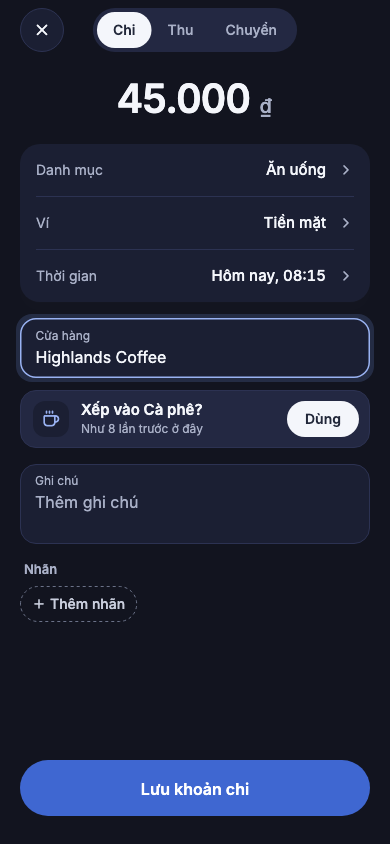 Chi
Thu
Chuyển
45.000 đ
Danh mục
Ăn uống
Ví
Tiền mặt
Thời gian
Hôm nay, 08:15
Cửa hàng
Highlands Coffee
Xếp vào Cà phê?
Như 8 lần trước ở đây
Dùng
Ghi chú
Thêm ghi chú
Nhãn
+ Thêm nhãn
Lưu khoản chi